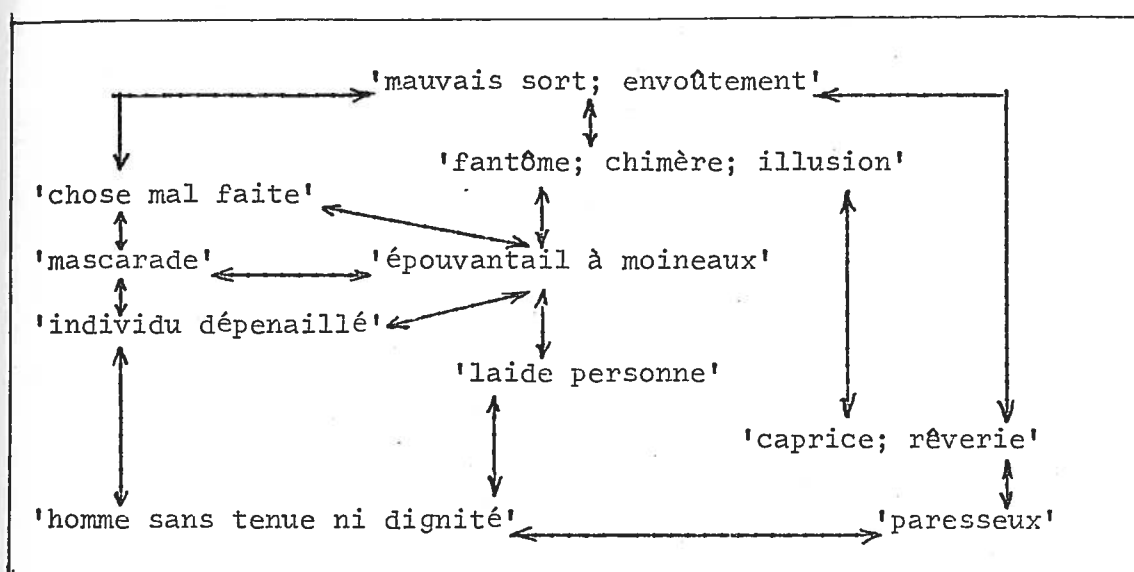 'mauvais sort; envoûtement'
'fantôme; chimère; illusion'
'chose mal faite'
'mascarade' 'épouvantail à moineaux'
'individu dépenaillé'
'laide personne'
'caprice; rêverie'
'homme sans tenue ni dignité' 'paresseux'